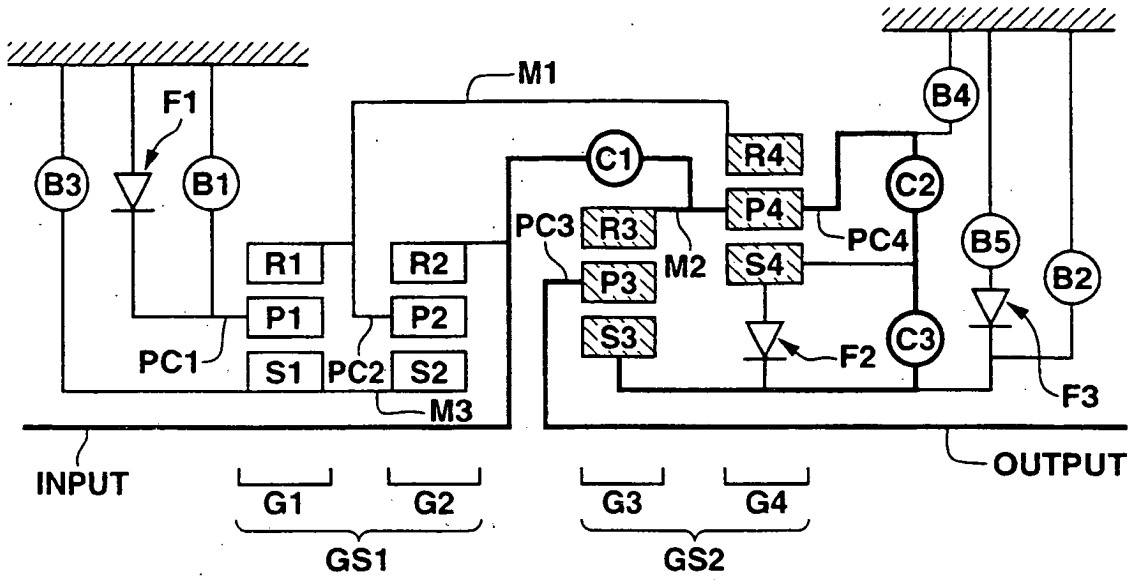 M1
F1
B4
B3
B1
C1
R4
C2
PC3
R3
P4
M2
PC4
B5
R1
R2
S4
B2
P3
P1
P2
S3
C3
PC1
S1
PC2
S2
F2
M3
F3
INPUT
OUTPUT
G1
G2
G3
G4
GS1
GS2